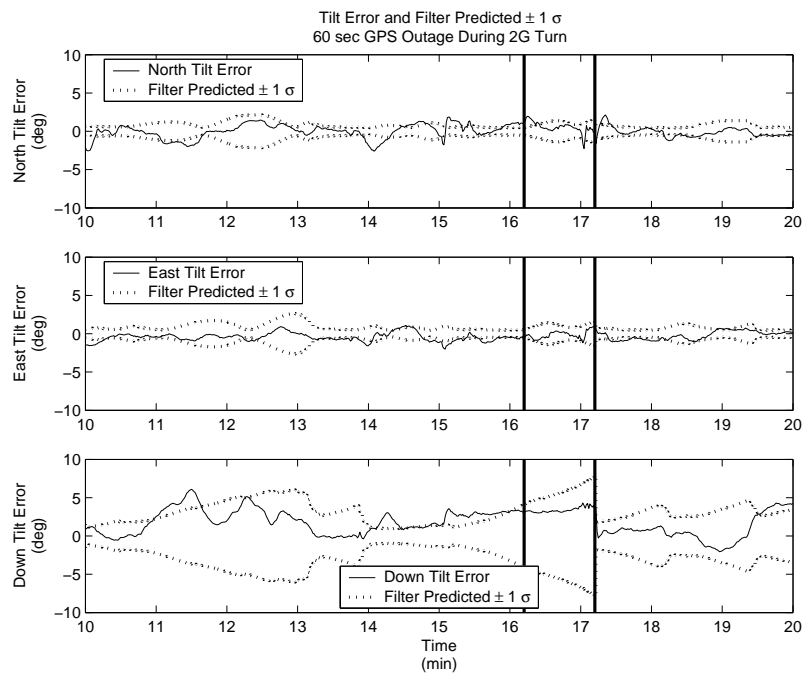 Tilt Error and Filter Predicted ± 1 σ
60 sec GPS Outage During 2G Turn
10
5
0
−5
−10
North Tilt Error
(deg)
North Tilt Error
Filter Predicted ± 1 σ
10 11 12 13 14 15 16 17 18 19 20
10
5
0
−5
−10
East Tilt Error
(deg)
East Tilt Error
Filter Predicted ± 1 σ
10 11 12 13 14 15 16 17 18 19 20
10
5
0
−5
−10
Down Tilt Error
(deg)
Down Tilt Error
Filter Predicted ± 1 σ
10 11 12 13 14 15 16 17 18 19 20
Time
(min)